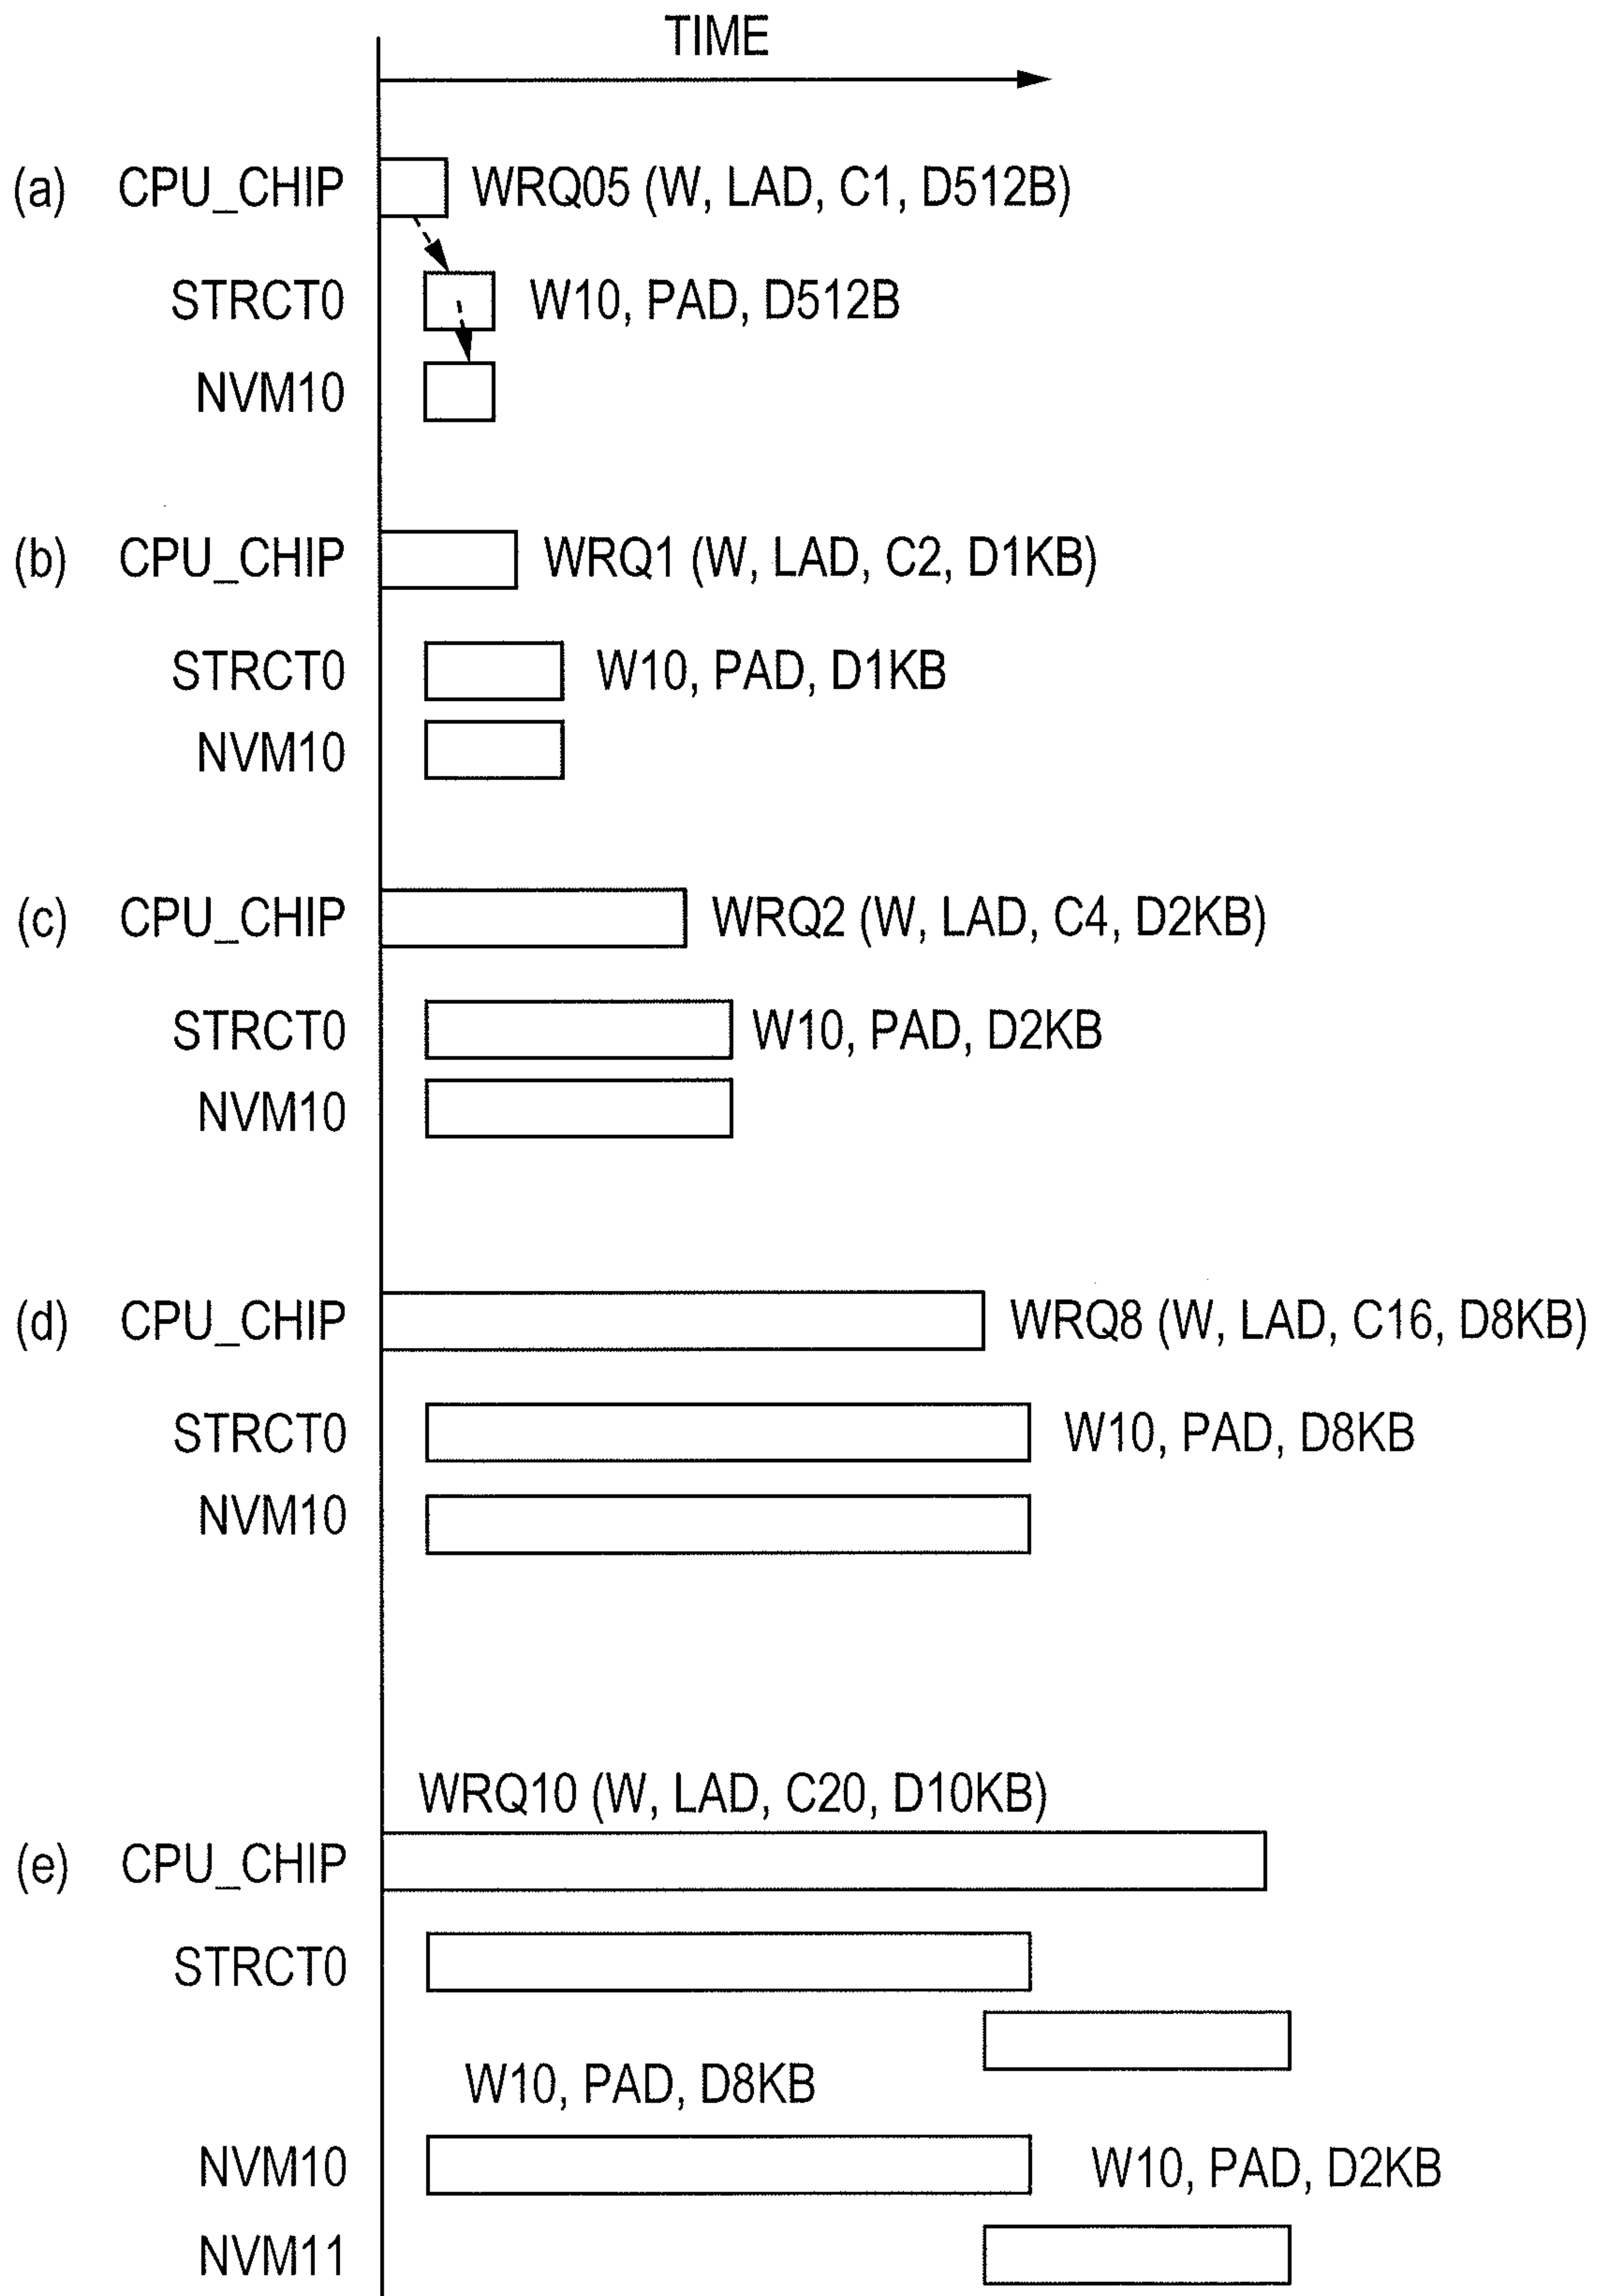 TIME
(a) CPU_CHIP WRQ05 (W, LAD, C1, D512B)
STRCT0 W10, PAD, D512B
NVM10
(b) CPU_CHIP WRQ1 (W, LAD, C2, D1KB)
STRCT0 W10, PAD, D1KB
NVM10
(c) CPU_CHIP WRQ2 (W, LAD, C4, D2KB)
STRCT0 W10, PAD, D2KB
NVM10
(d) CPU_CHIP WRQ8 (W, LAD, C16, D8KB)
STRCT0 W10, PAD, D8KB
NVM10
WRQ10 (W, LAD, C20, D10KB)
(e) CPU_CHIP
STRCT0
W10, PAD, D8KB
NVM10 W10, PAD, D2KB
NVM11